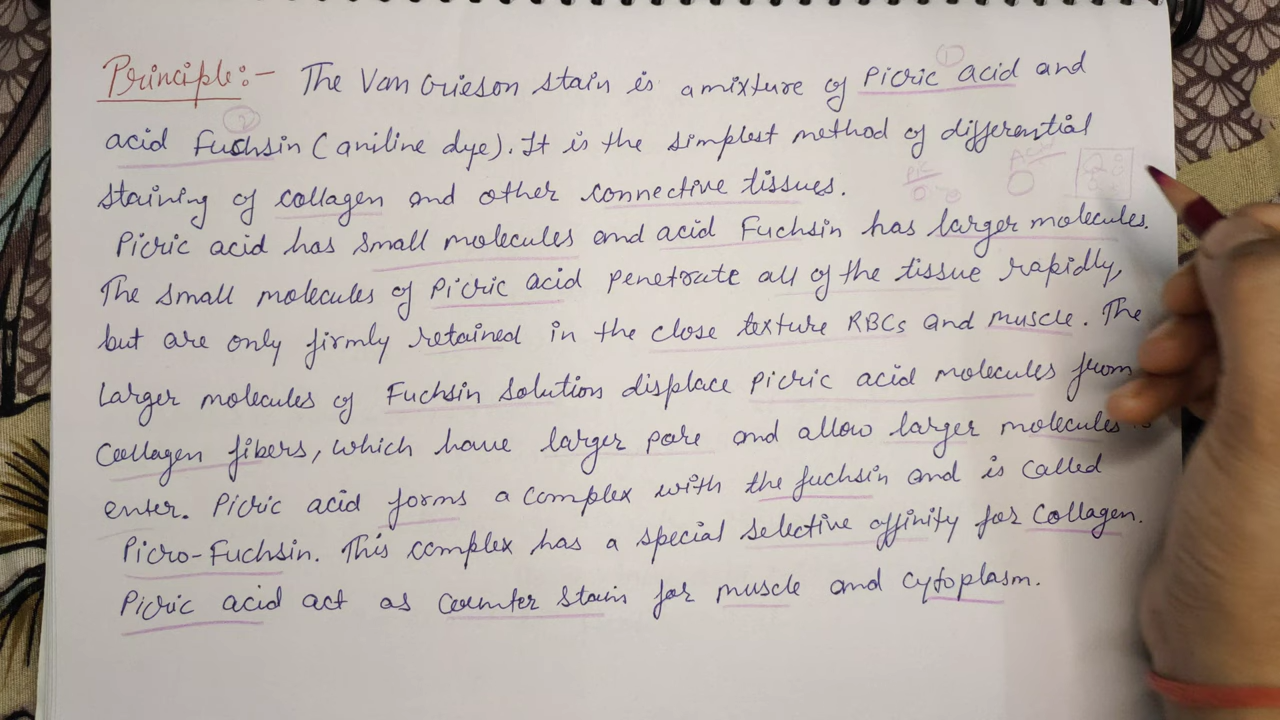 Principle:- The Van Grieson stain is a mixture of Picric acid and
acid Fuchsin (aniline dye). It is the simplest method of differential
staining of collagen and other connective tissues.
Picric acid has small molecules and acid Fuchsin has larger molecules.
The small molecules of Picric acid penetrate all of the tissue rapidly,
but are only firmly retained in the close texture RBCs and muscle. The
Larger molecules of Fuchsin solution displace picric acid molecules from
Collagen fibers, which have larger pore and allow larger molecules
enter. Picric acid forms a complex with the fuchsin and is called
Picro-Fuchsin. This complex has a special selective affinity for Collagen.
Picric acid act as counter stain for muscle and cytoplasm.